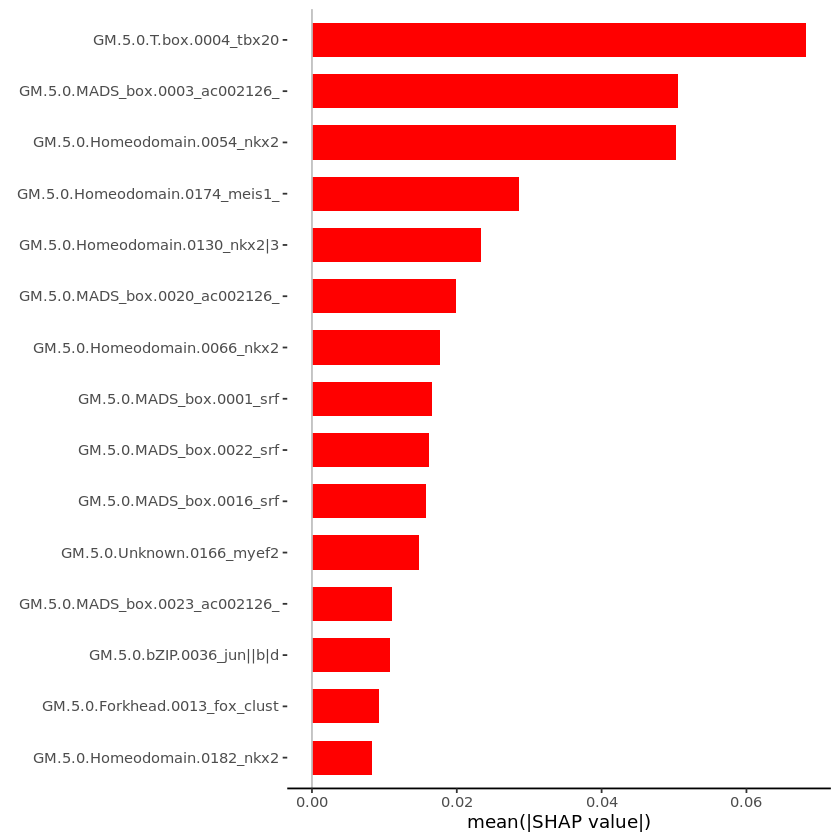 GM.5.0.T.box.0004_tbx20
GM.5.0.MADS_box.0003_ac002126_
GM.5.0.Homeodomain.0054_nkx2
GM.5.0.Homeodomain.0174_meis1_
GM.5.0.Homeodomain.0130_nkx2|3
GM.5.0.MADS_box.0020_ac002126_
GM.5.0.Homeodomain.0066_nkx2
GM.5.0.MADS_box.0001_srf
GM.5.0.MADS_box.0022_srf
GM.5.0.MADS_box.0016_srf
GM.5.0.Unknown.0166_myef2
GM.5.0.MADS_box.0023_ac002126_
GM.5.0.bZIP.0036_jun||b|d
GM.5.0.Forkhead.0013_fox_clust
GM.5.0.Homeodomain.0182_nkx2
0.00 0.02 0.04 0.06
mean(|SHAP value|)